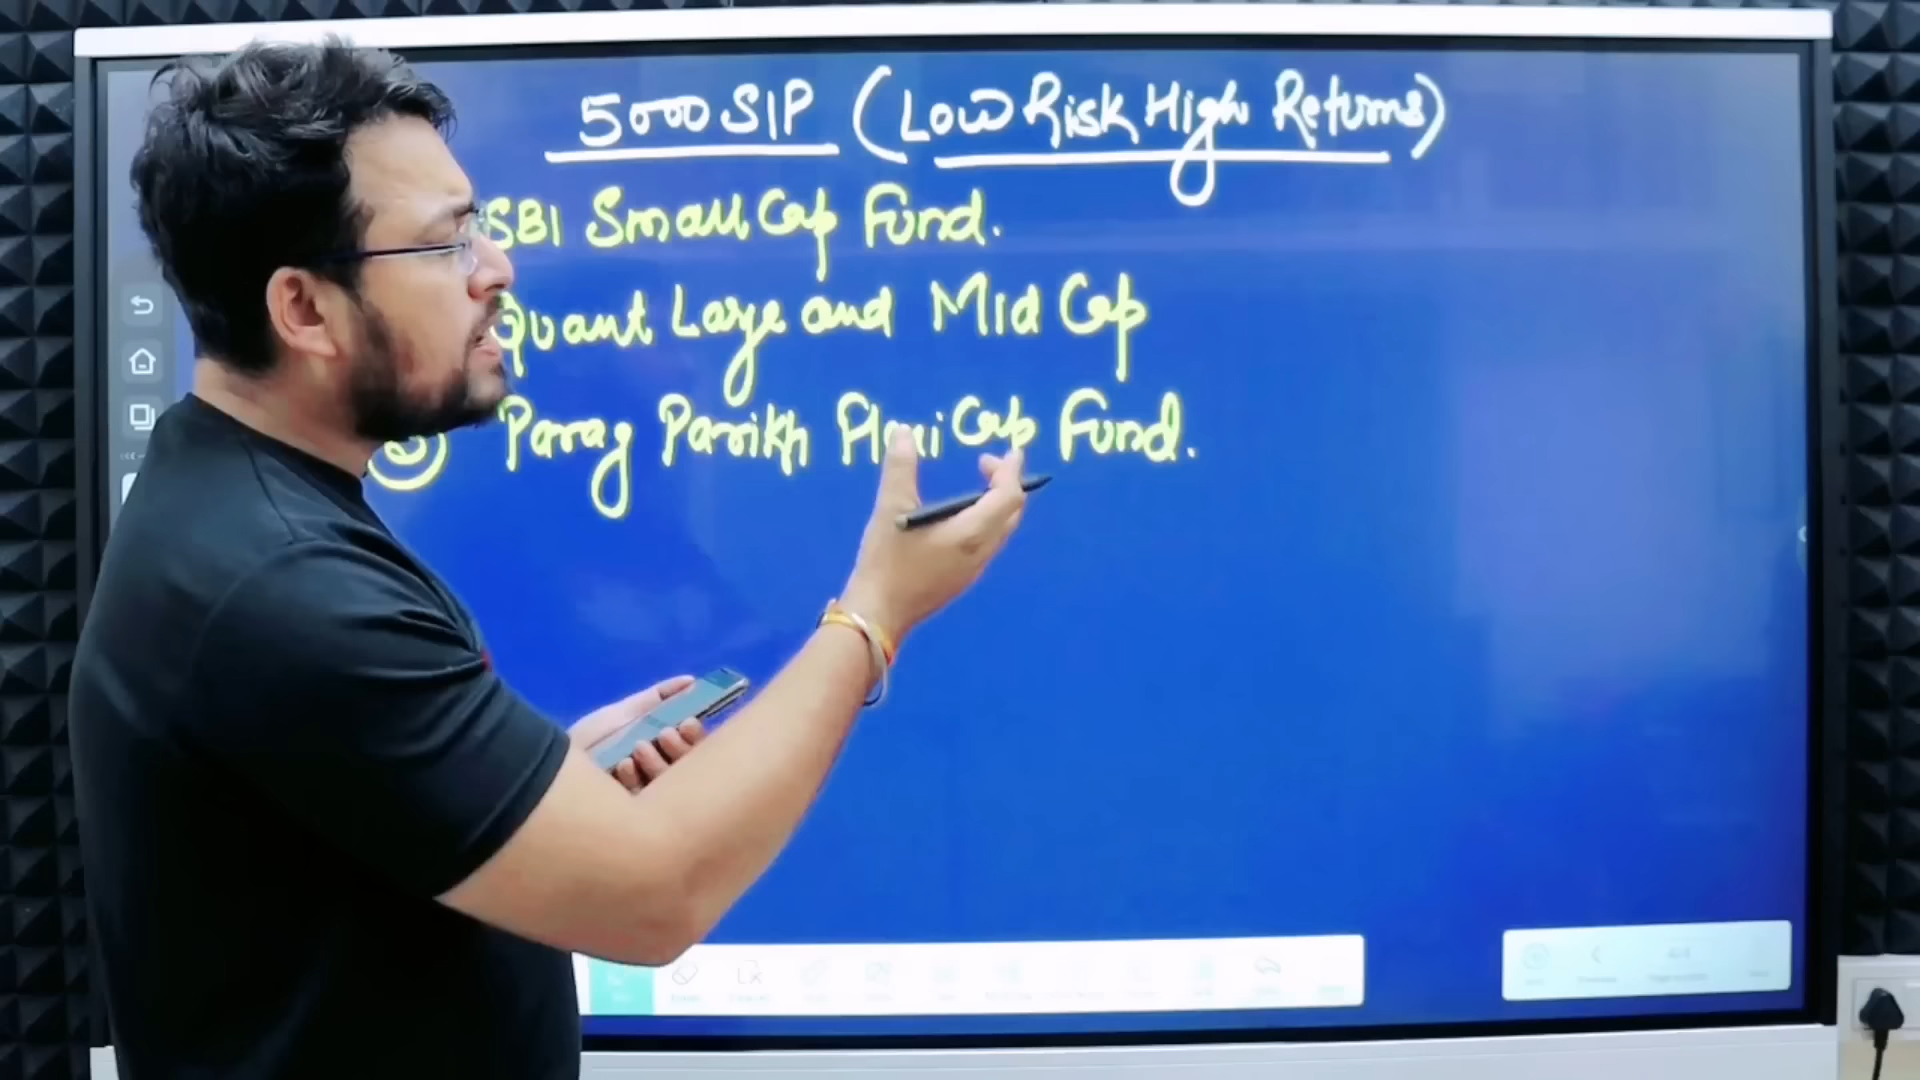 5000 SIP (Low Risk High Returns)
SBI Small Cap Fund.
Quant Large and Mid Cap
③ Parag Parikh Flexi Cap Fund.